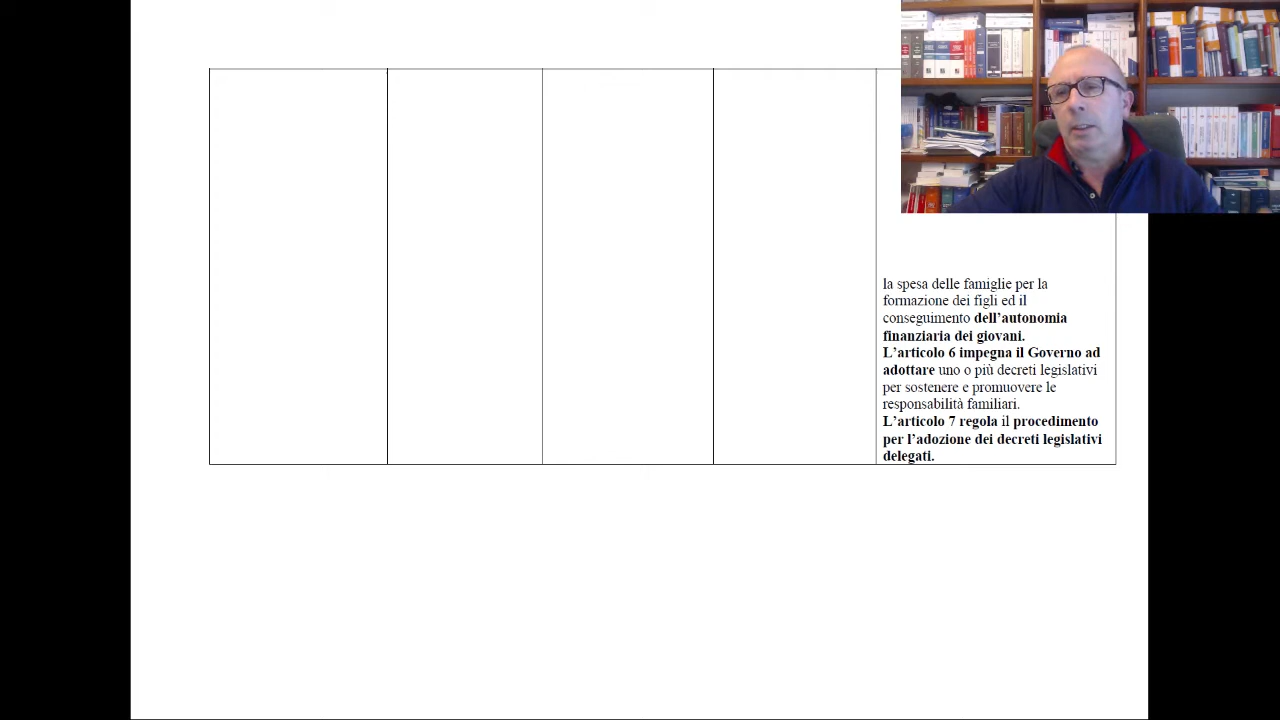 la spesa delle famiglie per la
formazione dei figli ed il
conseguimento dell’autonomia
finanziaria dei giovani.
L’articolo 6 impegna il Governo ad
adottare uno o più decreti legislativi
per sostenere e promuovere le
responsabilità familiari.
L’articolo 7 regola il procedimento
per l’adozione dei decreti legislativi
delegati.